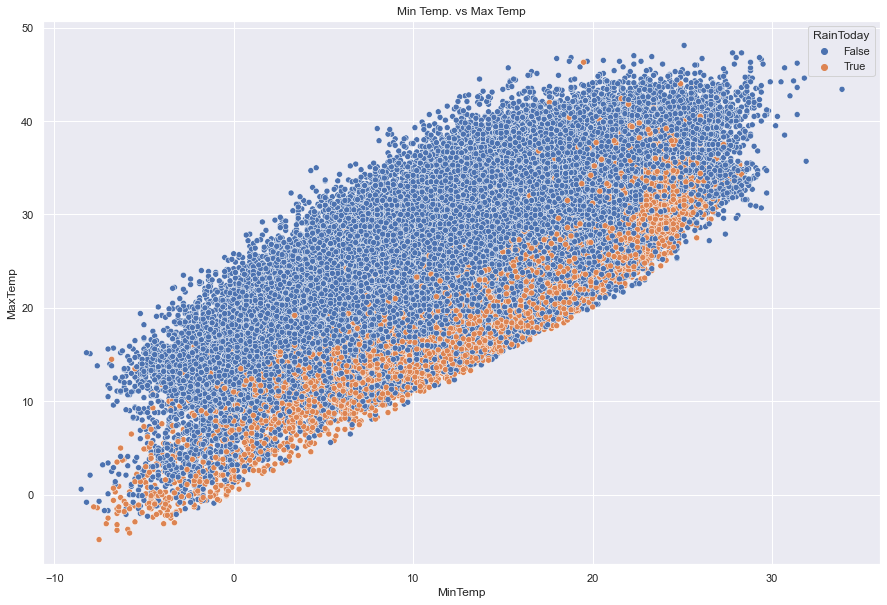 Min Temp. vs Max Temp
RainToday
False
True
MaxTemp
50
40
30
20
10
0
−10
0
10
20
30
MinTemp